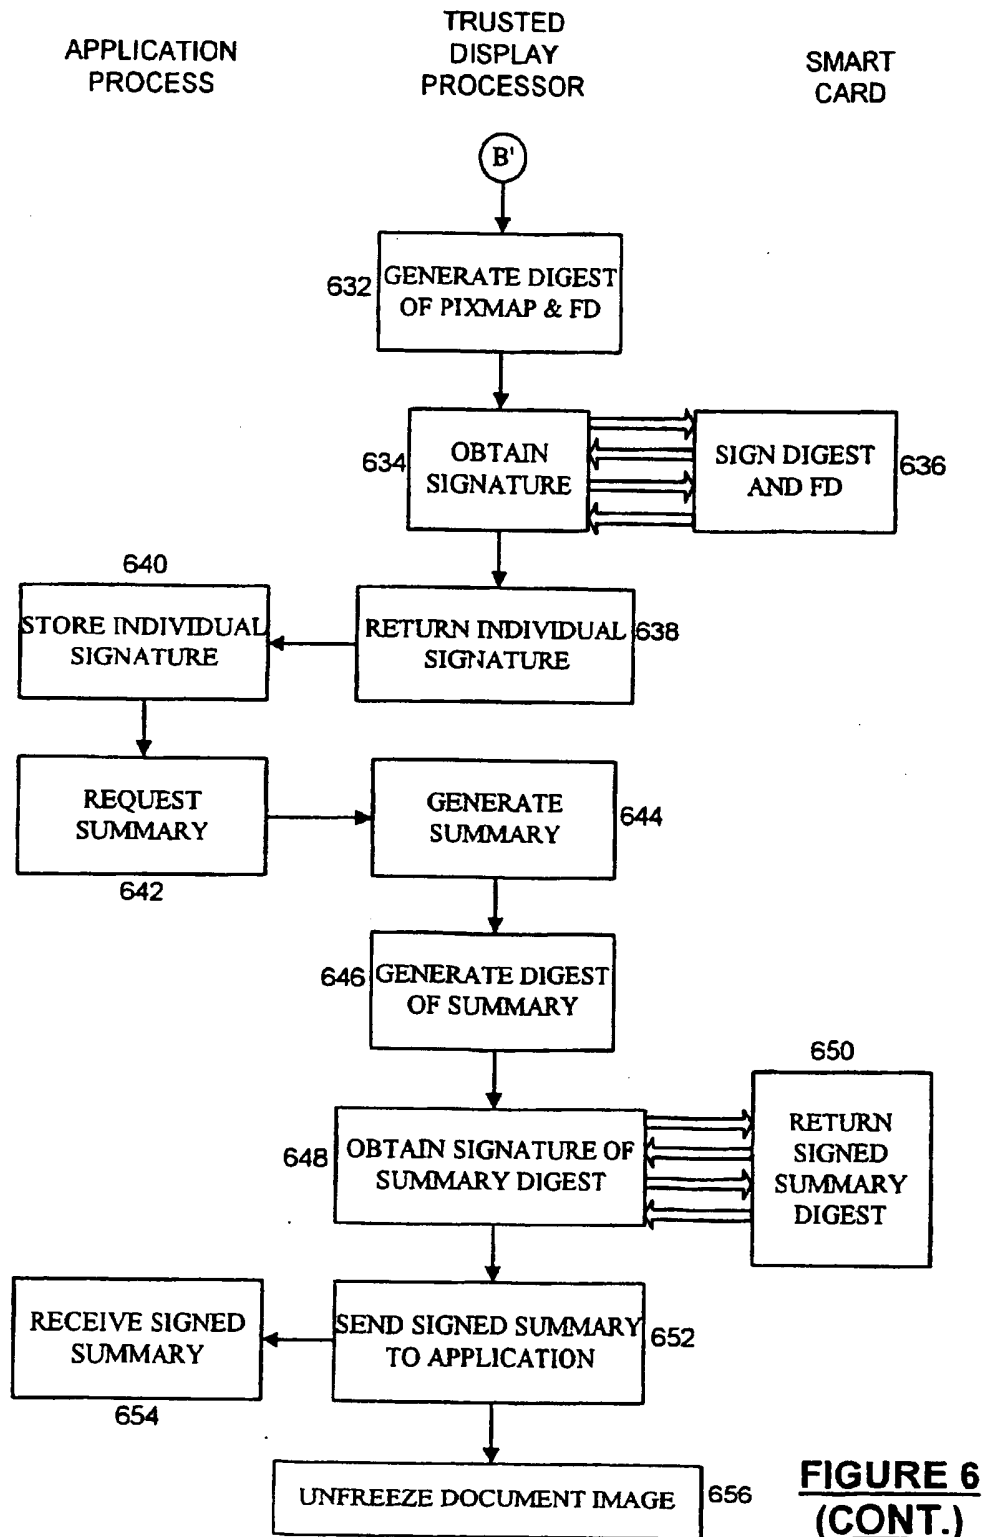 APPLICATION
PROCESS
TRUSTED
DISPLAY
PROCESSOR
SMART
CARD
B'
632
GENERATE DIGEST
OF PIXMAP & FD
634
OBTAIN
SIGNATURE
SIGN DIGEST
AND FD
636
640
STORE INDIVIDUAL
SIGNATURE
RETURN INDIVIDUAL
SIGNATURE
638
REQUEST
SUMMARY
642
GENERATE
SUMMARY
644
646
GENERATE DIGEST
OF SUMMARY
650
648
OBTAIN SIGNATURE OF
SUMMARY DIGEST
RETURN
SIGNED
SUMMARY
DIGEST
RECEIVE SIGNED
SUMMARY
654
SEND SIGNED SUMMARY
TO APPLICATION
652
UNFREEZE DOCUMENT IMAGE
656
FIGURE 6
(CONT.)